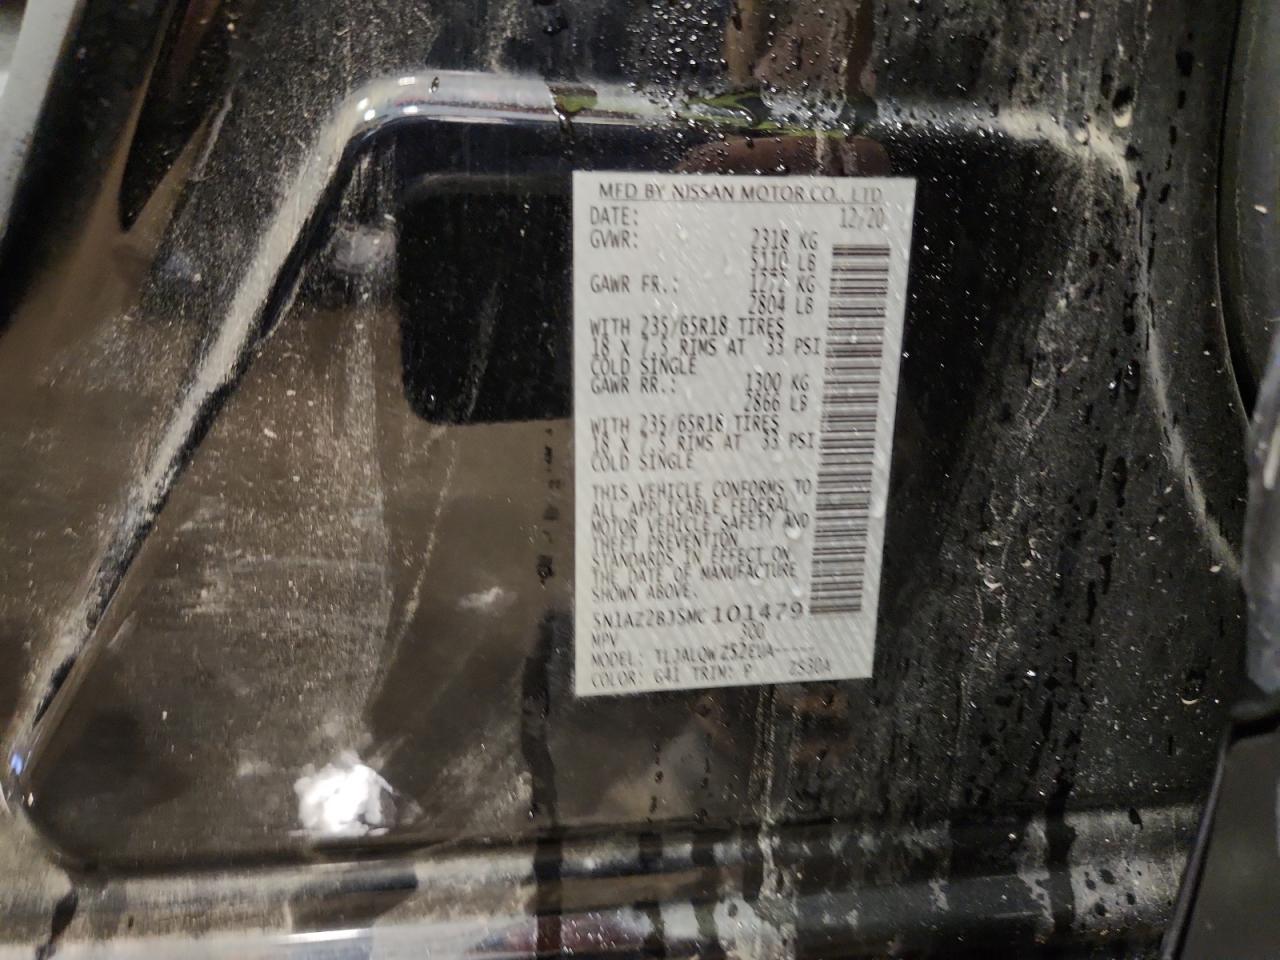 MFD BY NISSAN MOTOR CO., LTD
DATE: 12/20
GVWR: 2318 KG
5110 LB
GAWR FR.: 1272 KG
2804 LB
WITH 235/65R18 TIRES
18 X 7.5 RIMS AT 33 PSI
COLD SINGLE
GAWR RR.: 1300 KG
2866 LB
WITH 235/65R18 TIRES
18 X 7.5 RIMS AT 33 PSI
COLD SINGLE
THIS VEHICLE CONFORMS TO
ALL APPLICABLE FEDERAL
MOTOR VEHICLE SAFETY AND
THEFT PREVENTION
STANDARDS IN EFFECT ON
THE DATE OF MANUFACTURE
SHOWN ABOVE.
5N1AZ2BJ5MC101479
MPV 300
MODEL: TLJALQWZ52EUA-----
COLOR: G41 TRIM: P 2530A